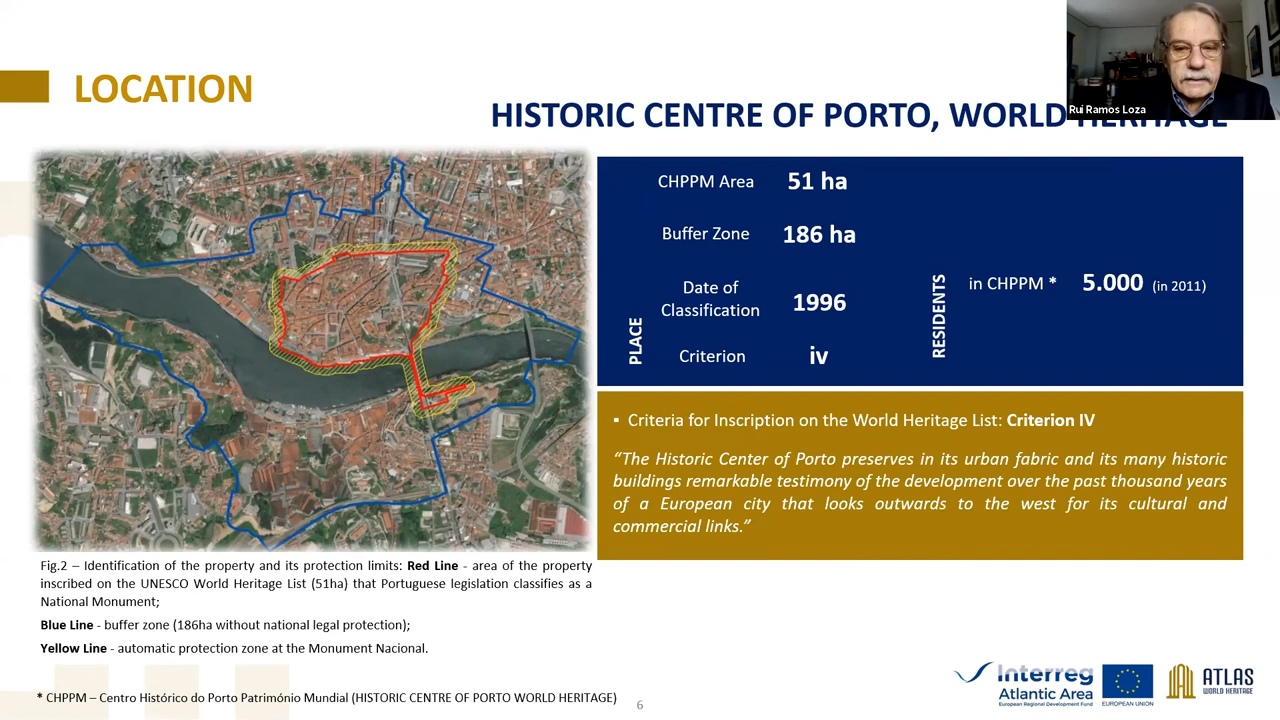 LOCATION
Rui Ramos Loza
HISTORIC CENTRE OF PORTO, WORLD HERITAGE
CHPPM Area 51 ha
Buffer Zone 186 ha
Date of
Classification 1996
Criterion iv
PLACE
RESIDENTS
in CHPPM * 5.000 (in 2011)
▪ Criteria for Inscription on the World Heritage List: Criterion IV
“The Historic Center of Porto preserves in its urban fabric and its many historic
buildings remarkable testimony of the development over the past thousand years
of a European city that looks outwards to the west for its cultural and
commercial links.”
Fig.2 – Identification of the property and its protection limits: Red Line - area of the property
inscribed on the UNESCO World Heritage List (51ha) that Portuguese legislation classifies as a
National Monument;
Blue Line - buffer zone (186ha without national legal protection);
Yellow Line - automatic protection zone at the Monument Nacional.
* CHPPM – Centro Histórico do Porto Património Mundial (HISTORIC CENTRE OF PORTO WORLD HERITAGE)
6
Interreg
Atlantic Area
European Regional Development Fund
EUROPEAN UNION
ATLAS
WORLD HERITAGE